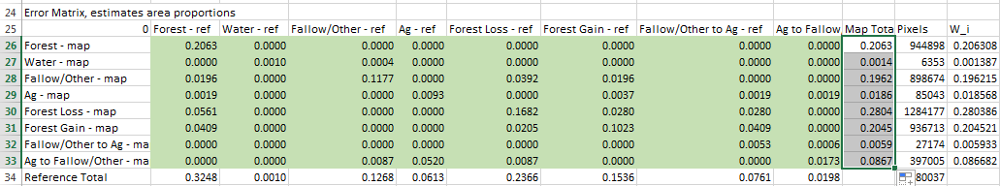 24 Error Matrix, estimates area proportions
25 0 Forest - ref Water - ref Fallow/Other - ref Ag - ref Forest Loss - ref Forest Gain - ref Fallow/Other to Ag - ref Ag to Fallow Map Tota Pixels W_i
26 Forest - map 0.2063 0.0000 0.0000 0.0000 0.0000 0.0000 0.0000 0.0000 0.2063 944898 0.206308
27 Water - map 0.0000 0.0010 0.0004 0.0000 0.0000 0.0000 0.0000 0.0000 0.0014 6353 0.001387
28 Fallow/Other - map 0.0196 0.0000 0.1177 0.0000 0.0392 0.0196 0.0000 0.0000 0.1962 898674 0.196215
29 Ag - map 0.0019 0.0000 0.0000 0.0093 0.0000 0.0037 0.0019 0.0019 0.0186 85043 0.018568
30 Forest Loss - map 0.0561 0.0000 0.0000 0.0000 0.1682 0.0280 0.0280 0.0000 0.2804 1284177 0.280386
31 Forest Gain - map 0.0409 0.0000 0.0000 0.0000 0.0205 0.1023 0.0409 0.0000 0.2045 936713 0.204521
32 Fallow/Other to Ag - ma 0.0000 0.0000 0.0000 0.0000 0.0000 0.0000 0.0053 0.0006 0.0059 27174 0.005933
33 Ag to Fallow/Other - ma 0.0000 0.0000 0.0087 0.0520 0.0087 0.0000 0.0000 0.0173 0.0867 397005 0.086682
34 Reference Total 0.3248 0.0010 0.1268 0.0613 0.2366 0.1536 0.0761 0.0198 80037